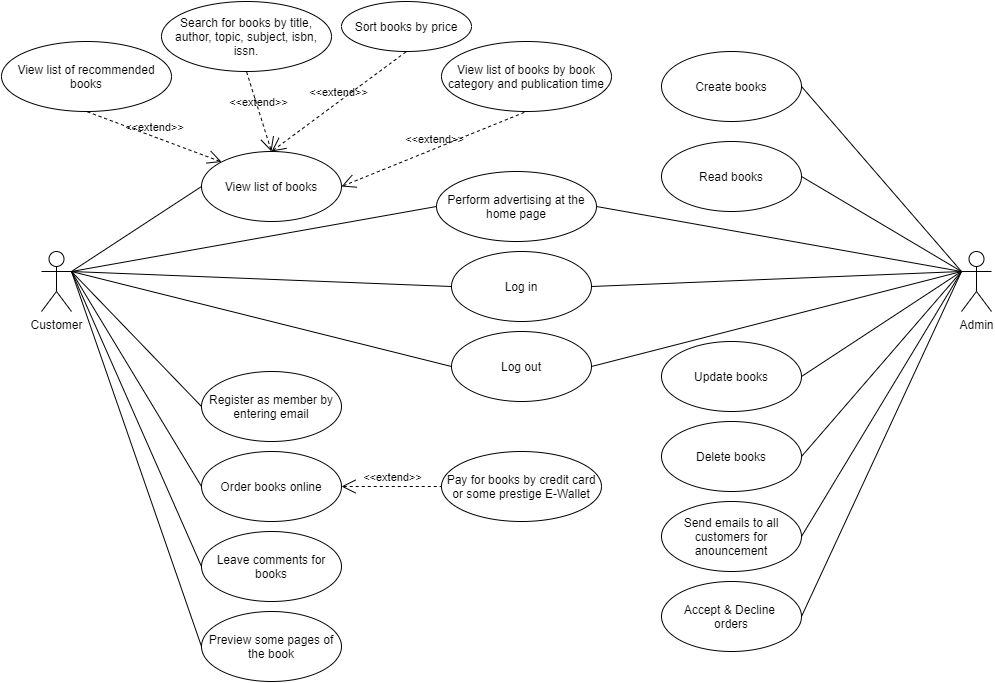 Search for books by title,
author, topic, subject, isbn,
issn.
Sort books by price
View list of recommended
books
View list of books by book
category and publication time
Create books
<<extend>>
<<extend>>
<<extend>>
<<extend>>
View list of books
Read books
Perform advertising at the
home page
Log in
Customer
Admin
Log out
Update books
Register as member by
entering email
Delete books
Order books online
<<extend>>
Pay for books by credit card
or some prestige E-Wallet
Send emails to all
customers for
anouncement
Leave comments for
books
Accept & Decline
orders
Preview some pages of
the book